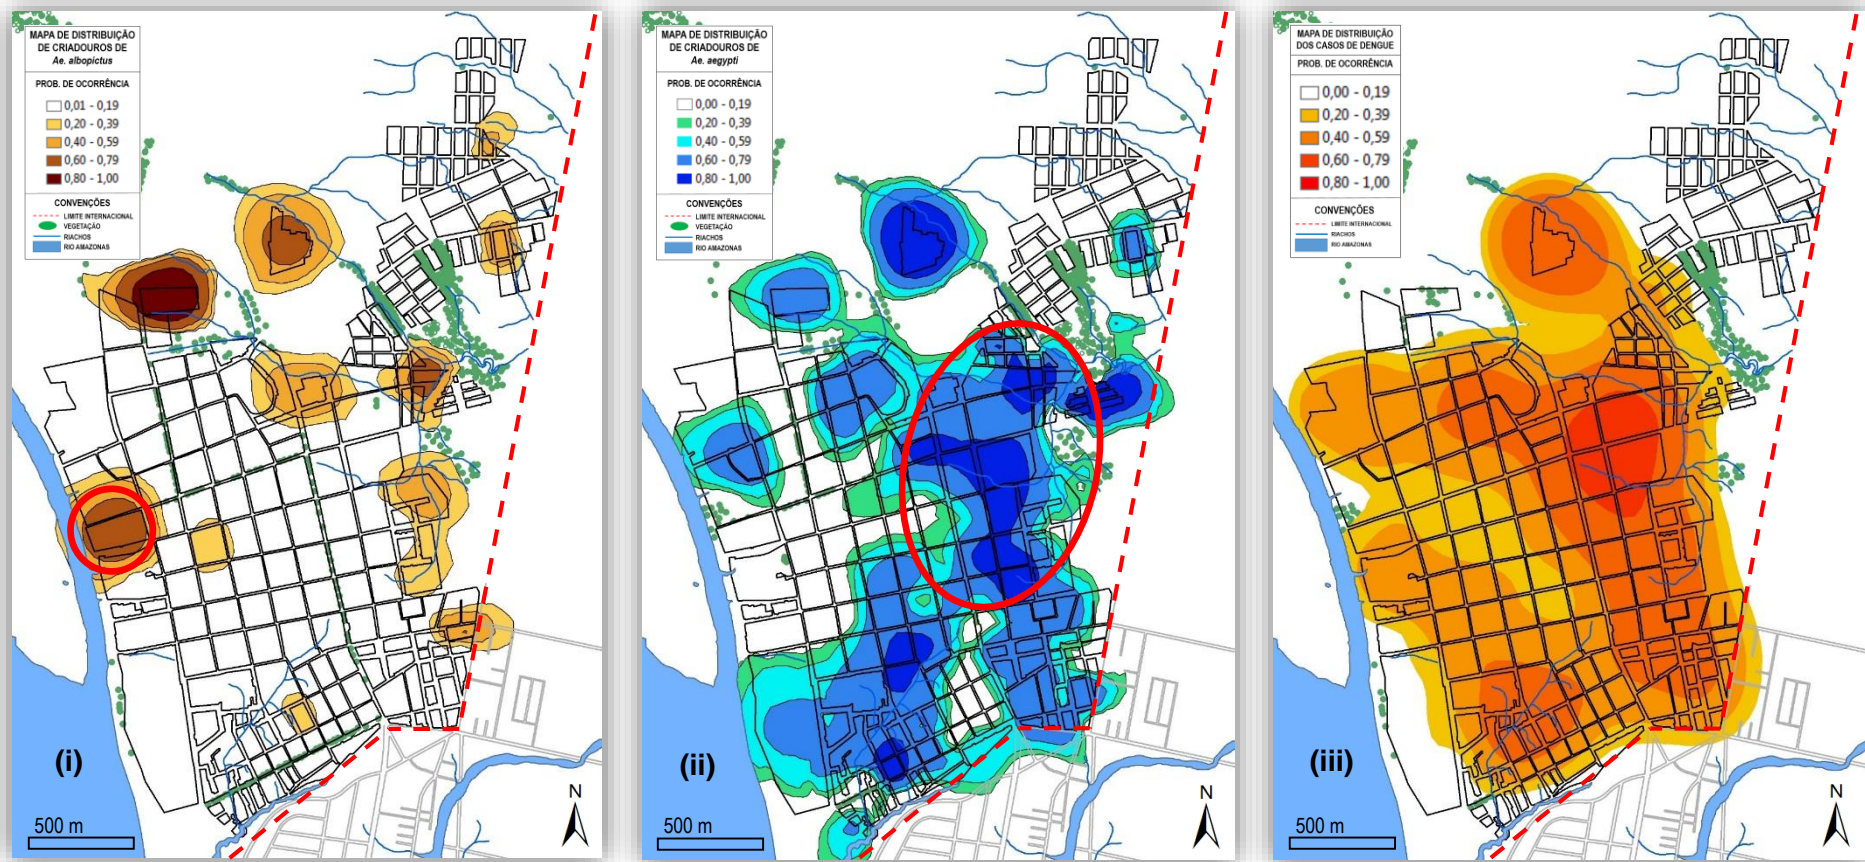 MAPA DE DISTRIBUIÇÃO
DE CRIADOUROS DE
Ae. albopictus
PROB. DE OCORRÊNCIA
0,01 - 0,19
0,20 - 0,39
0,40 - 0,59
0,60 - 0,79
0,80 - 1,00
CONVENÇÕES
LIMITE INTERNACIONAL
VEGETAÇÃO
RIACHOS
RIO AMAZONAS
(i)
500 m
N
MAPA DE DISTRIBUIÇÃO
DE CRIADOUROS DE
Ae. aegypti
PROB. DE OCORRÊNCIA
0,00 - 0,19
0,20 - 0,39
0,40 - 0,59
0,60 - 0,79
0,80 - 1,00
CONVENÇÕES
LIMITE INTERNACIONAL
VEGETAÇÃO
RIACHOS
RIO AMAZONAS
(ii)
500 m
N
MAPA DE DISTRIBUIÇÃO
DOS CASOS DE DENGUE
PROB. DE OCORRÊNCIA
0,00 - 0,19
0,20 - 0,39
0,40 - 0,59
0,60 - 0,79
0,80 - 1,00
CONVENÇÕES
LIMITE INTERNACIONAL
RIACHOS
RIO AMAZONAS
(iii)
500 m
N